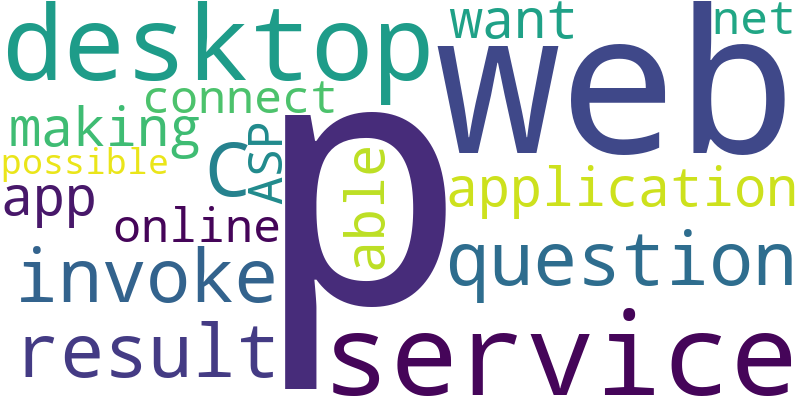 desktop
want
net
web
connect
making
possible
C
ASP
p
able
app
application
online
question
invoke
result
service